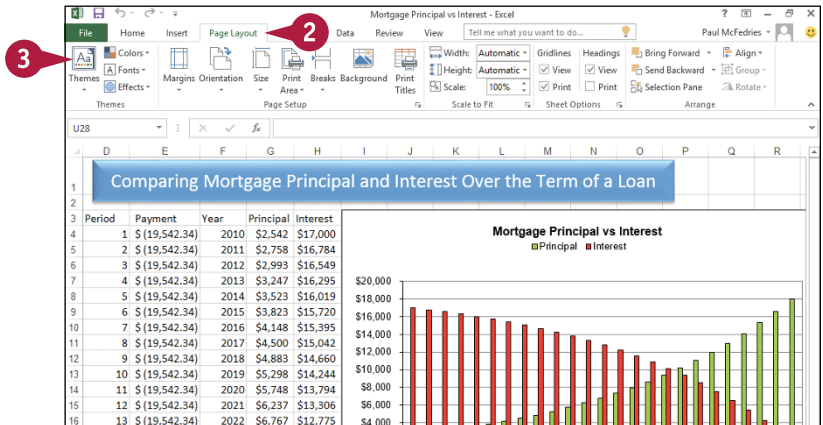 Mortgage Principal vs Interest - Excel
File Home Insert Page Layout Data Review View Tell me what you want to do... Paul McFedries
2
3
Aa Themes
Colors
Fonts
Effects
Margins Orientation Size Print Area Breaks Background Print Titles
Width: Automatic
Height: Automatic
Scale: 100%
Gridlines Headings
View View
Print Print
Bring Forward Align
Send Backward Group
Selection Pane Rotate
Themes Page Setup Scale to Fit Sheet Options Arrange
U28 fx
D E F G H I J K L M N O P Q R
1 Comparing Mortgage Principal and Interest Over the Term of a Loan
2
3 Period Payment Year Principal Interest
4 1 $ (19,542.34) 2010 $2,542 $17,000
5 2 $ (19,542.34) 2011 $2,758 $16,784
6 3 $ (19,542.34) 2012 $2,993 $16,549
7 4 $ (19,542.34) 2013 $3,247 $16,295
8 5 $ (19,542.34) 2014 $3,523 $16,019
9 6 $ (19,542.34) 2015 $3,823 $15,720
10 7 $ (19,542.34) 2016 $4,148 $15,395
11 8 $ (19,542.34) 2017 $4,500 $15,042
12 9 $ (19,542.34) 2018 $4,883 $14,660
13 10 $ (19,542.34) 2019 $5,298 $14,244
14 11 $ (19,542.34) 2020 $5,748 $13,794
15 12 $ (19,542.34) 2021 $6,237 $13,306
16 13 $ (19,542.34) 2022 $6,767 $12,775
Mortgage Principal vs Interest
Principal Interest
$20,000
$18,000
$16,000
$14,000
$12,000
$10,000
$8,000
$6,000
$4,000